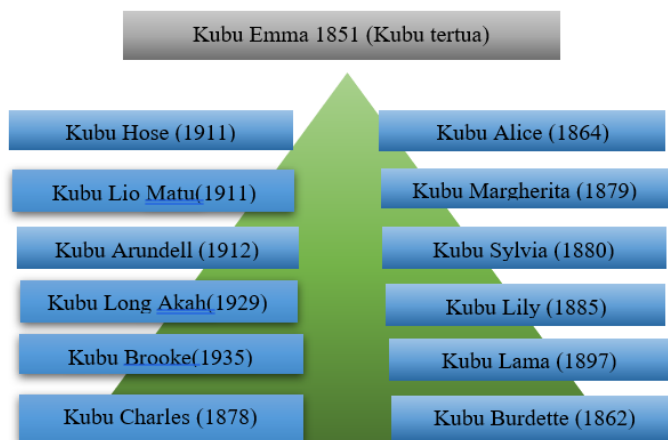 Kubu Emma 1851 (Kubu tertua)
Kubu Hose (1911)
Kubu Lio Matu(1911)
Kubu Arundell (1912)
Kubu Long Akah(1929)
Kubu Brooke(1935)
Kubu Charles (1878)
Kubu Alice (1864)
Kubu Margherita (1879)
Kubu Sylvia (1880)
Kubu Lily (1885)
Kubu Lama (1897)
Kubu Burdette (1862)